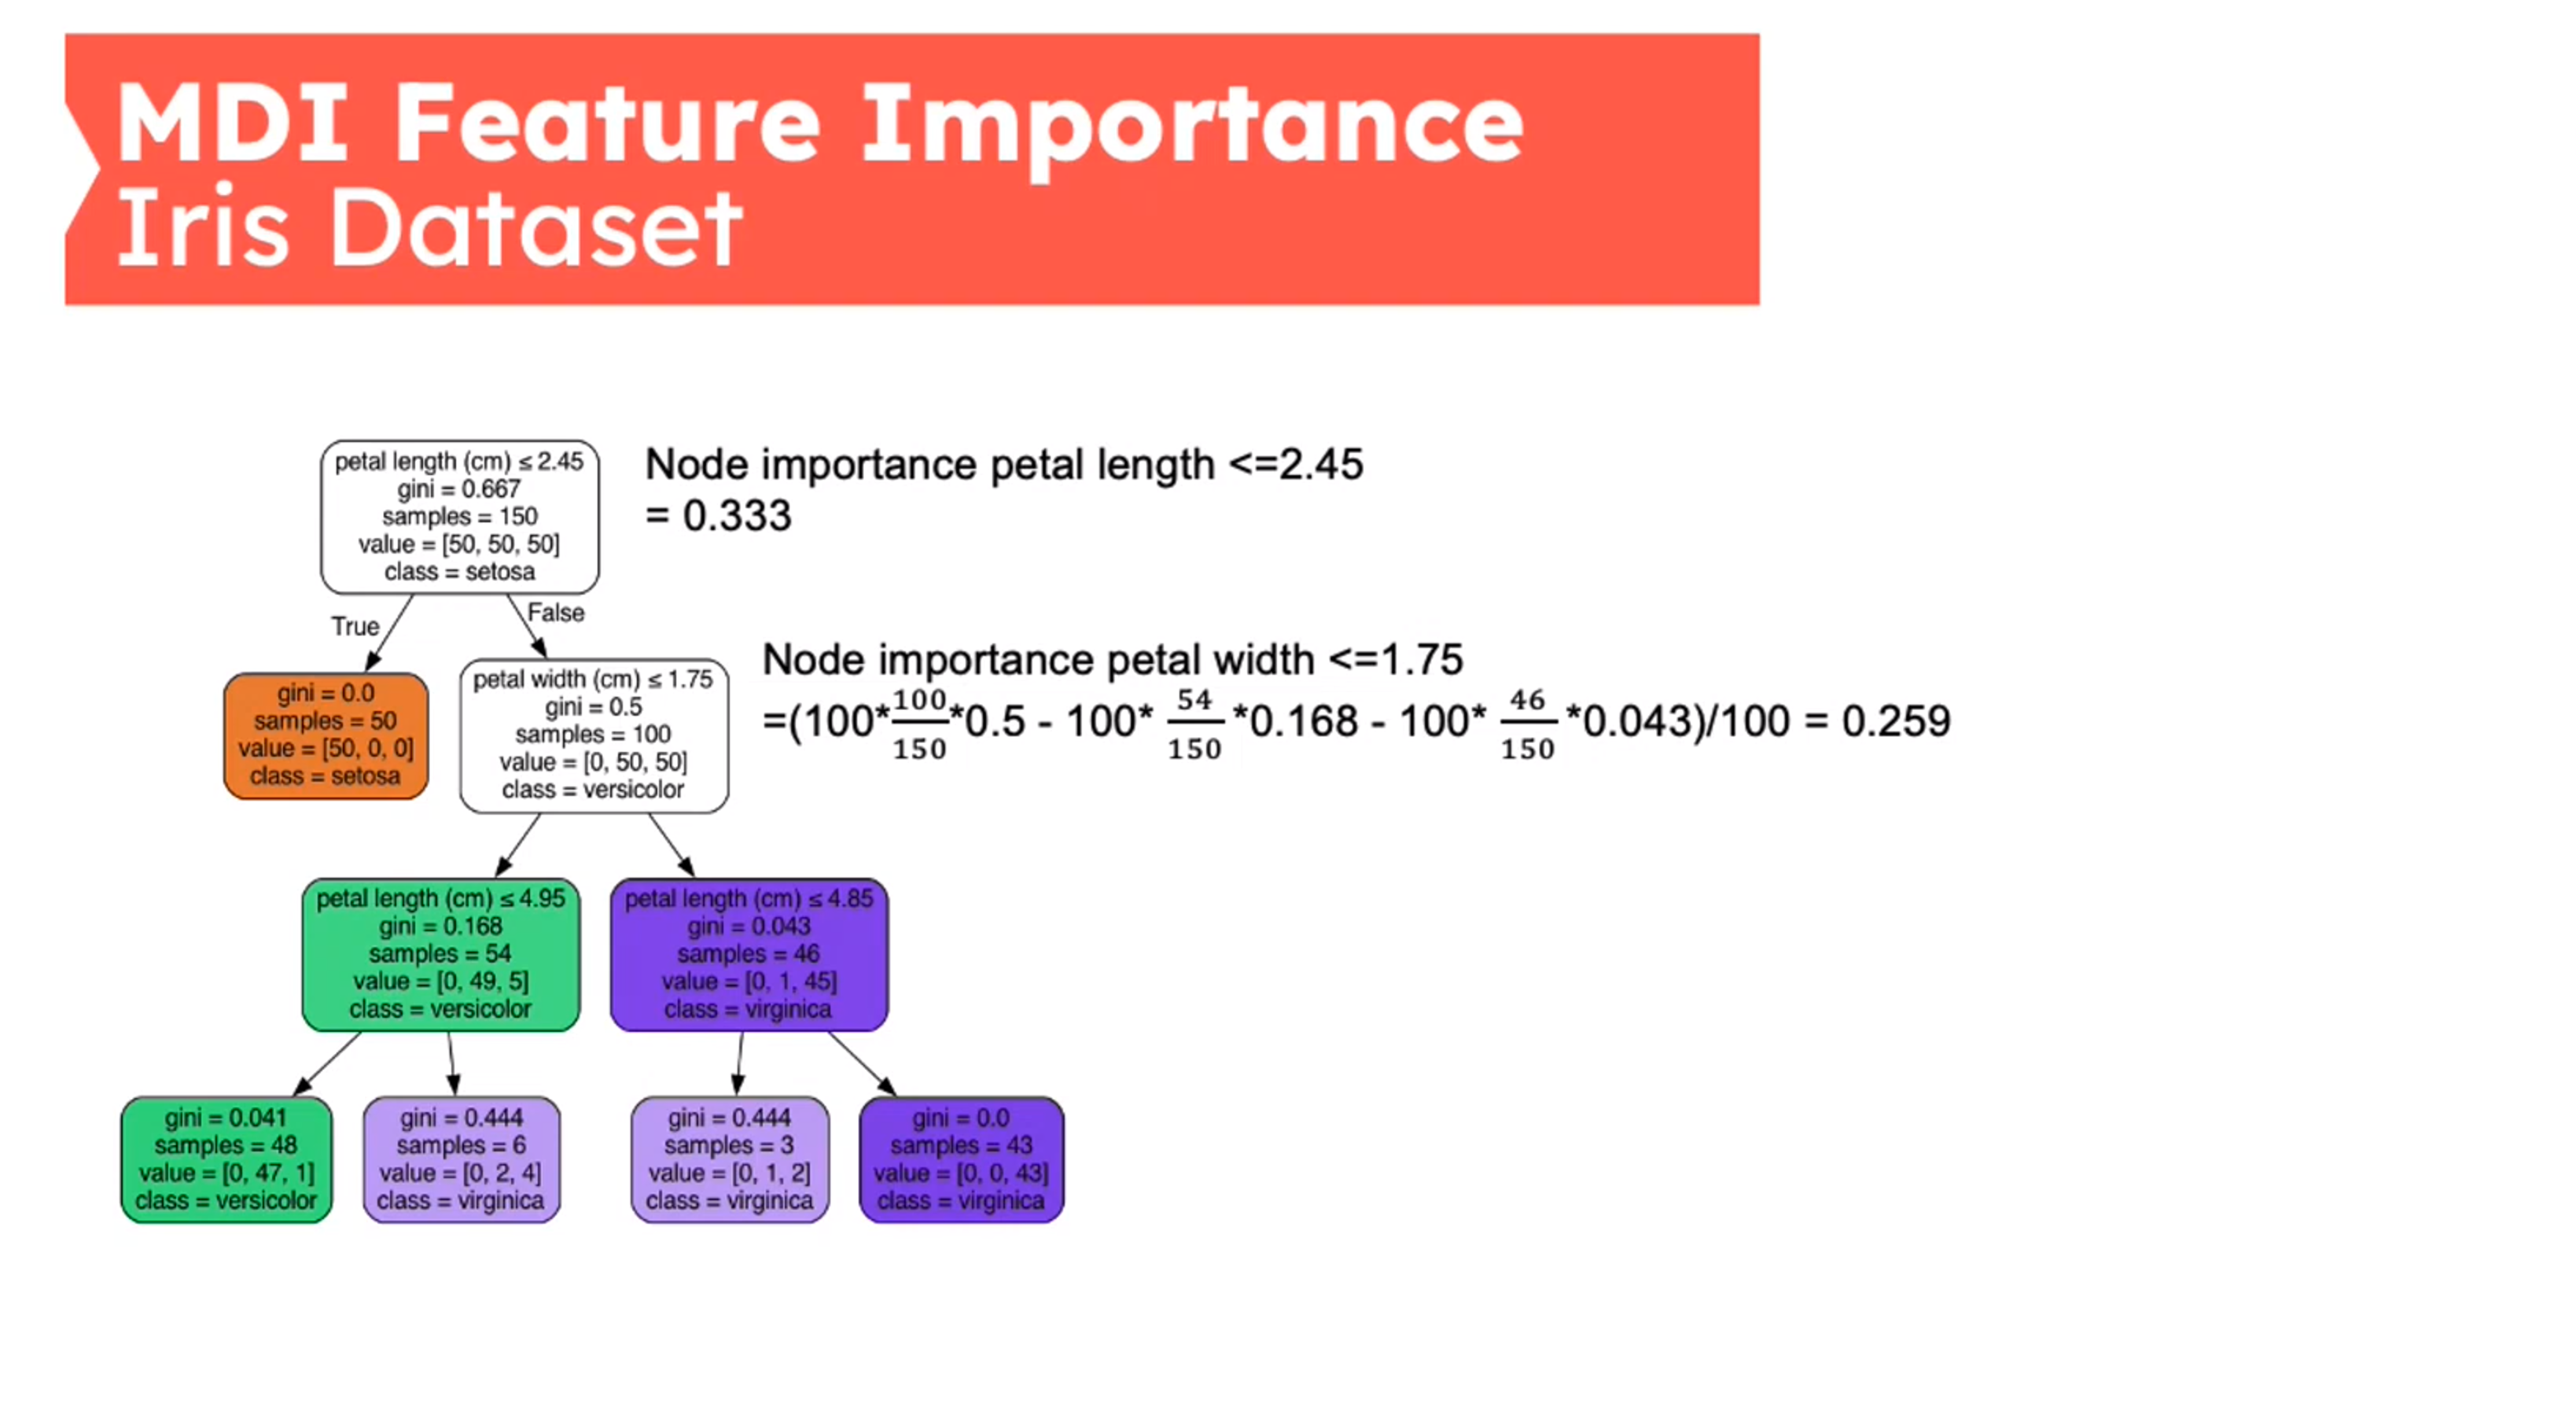 MDI Feature Importance
Iris Dataset
petal length (cm) ≤ 2.45
gini = 0.667
samples = 150
value = [50, 50, 50]
class = setosa
Node importance petal length <=2.45
= 0.333
True
False
gini = 0.0
samples = 50
value = [50, 0, 0]
class = setosa
petal width (cm) ≤ 1.75
gini = 0.5
samples = 100
value = [0, 50, 50]
class = versicolor
Node importance petal width <=1.75
=(100*100/150*0.5 - 100* 54/150 *0.168 - 100* 46/150 *0.043)/100 = 0.259
petal length (cm) ≤ 4.95
gini = 0.168
samples = 54
value = [0, 49, 5]
class = versicolor
petal length (cm) ≤ 4.85
gini = 0.043
samples = 46
value = [0, 1, 45]
class = virginica
gini = 0.041
samples = 48
value = [0, 47, 1]
class = versicolor
gini = 0.444
samples = 6
value = [0, 2, 4]
class = virginica
gini = 0.444
samples = 3
value = [0, 1, 2]
class = virginica
gini = 0.0
samples = 43
value = [0, 0, 43]
class = virginica